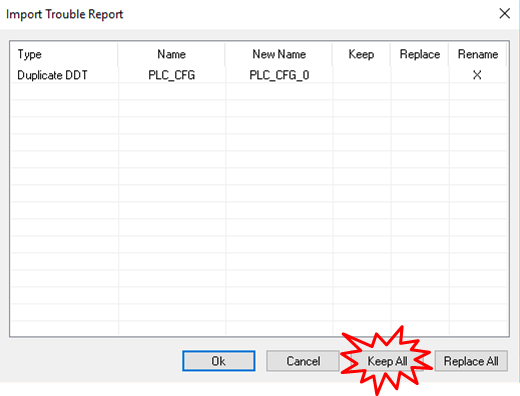 Import Trouble Report
Type Name New Name Keep Replace Rename
Duplicate DDT PLC_CFG PLC_CFG_0 X
Ok Cancel Keep All Replace All